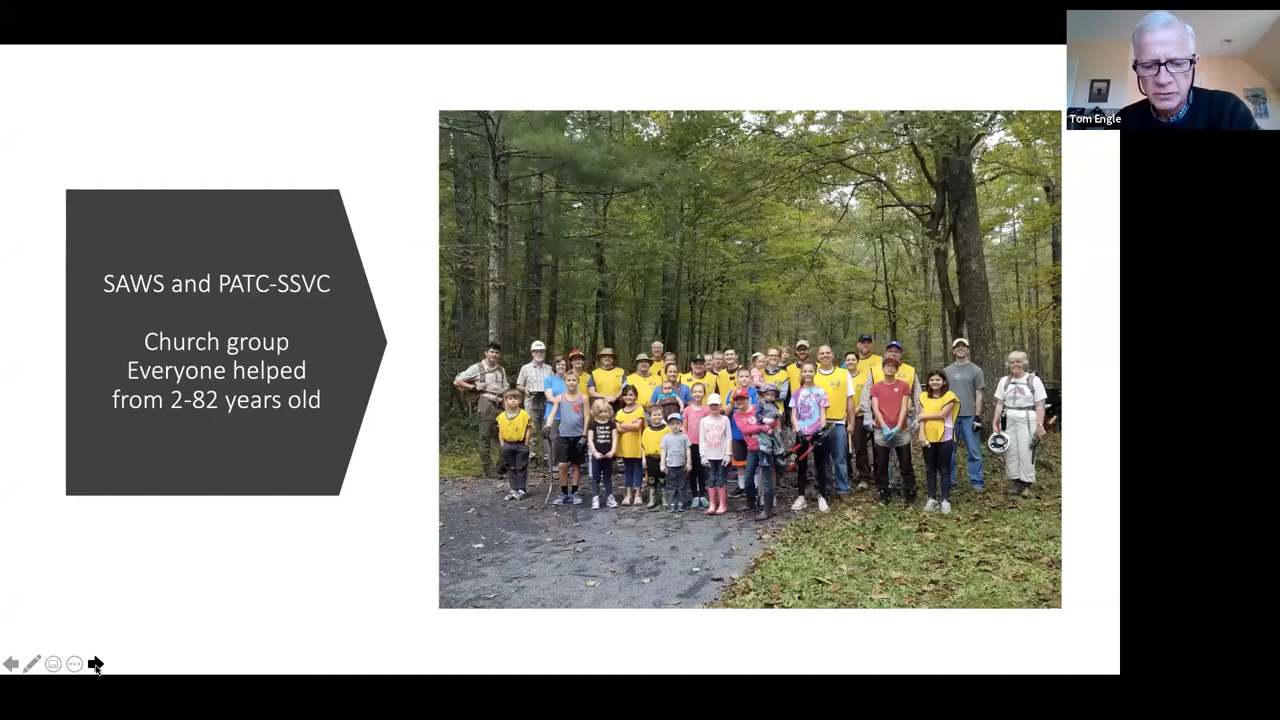 SAWS and PATC-SSVC
Church group
Everyone helped
from 2-82 years old
Tom Engle